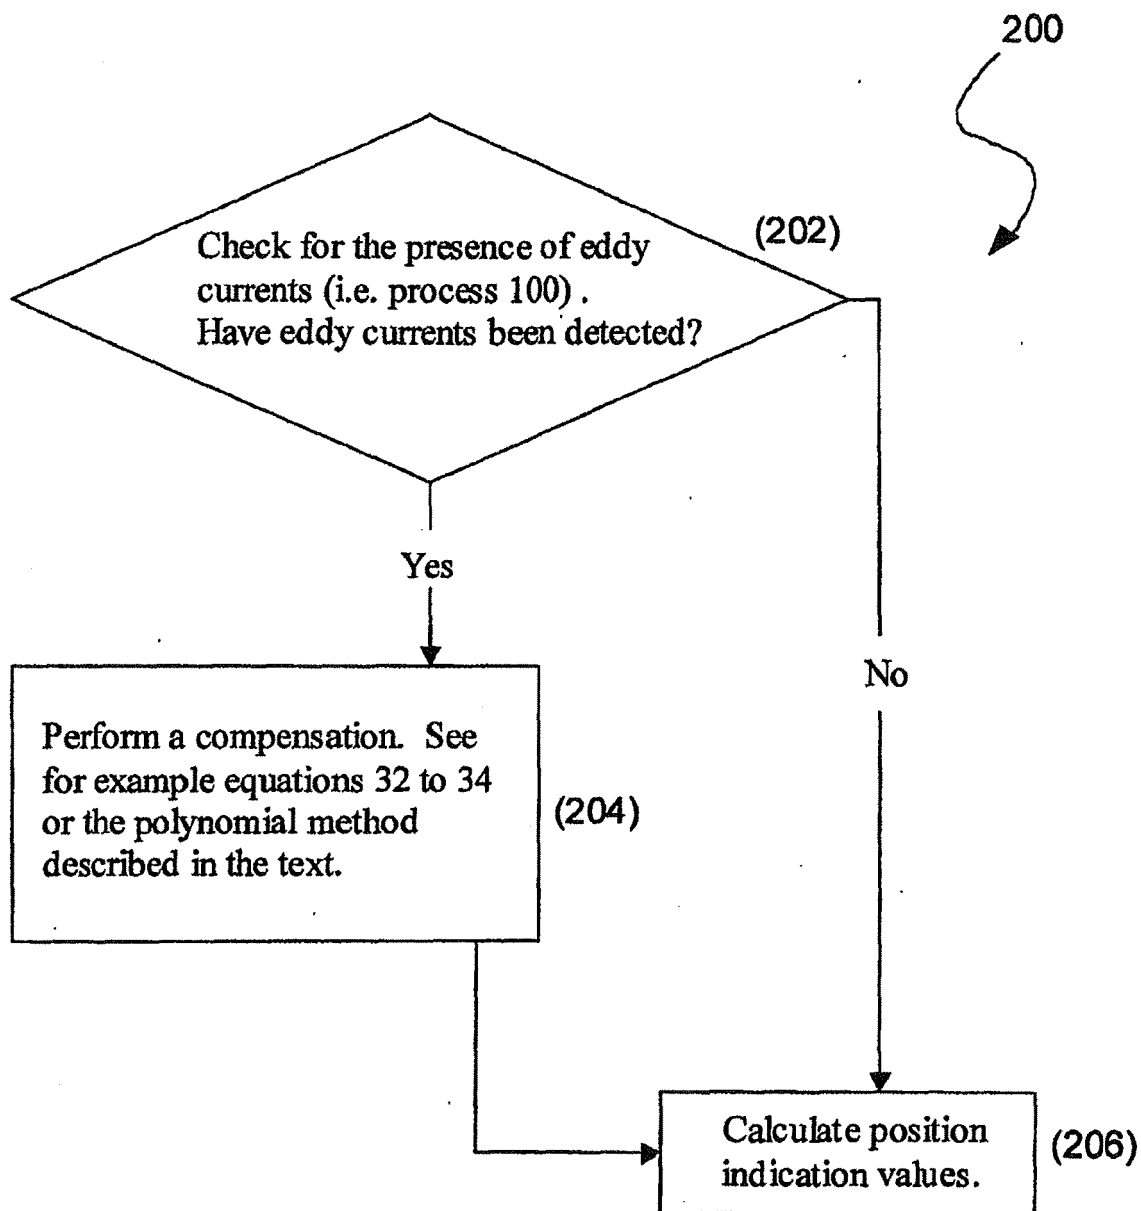 200
(202)
Check for the presence of eddy
currents (i.e. process 100) .
Have eddy currents been detected?
Yes
No
Perform a compensation. See
for example equations 32 to 34
or the polynomial method
described in the text.
(204)
Calculate position
indication values.
(206)